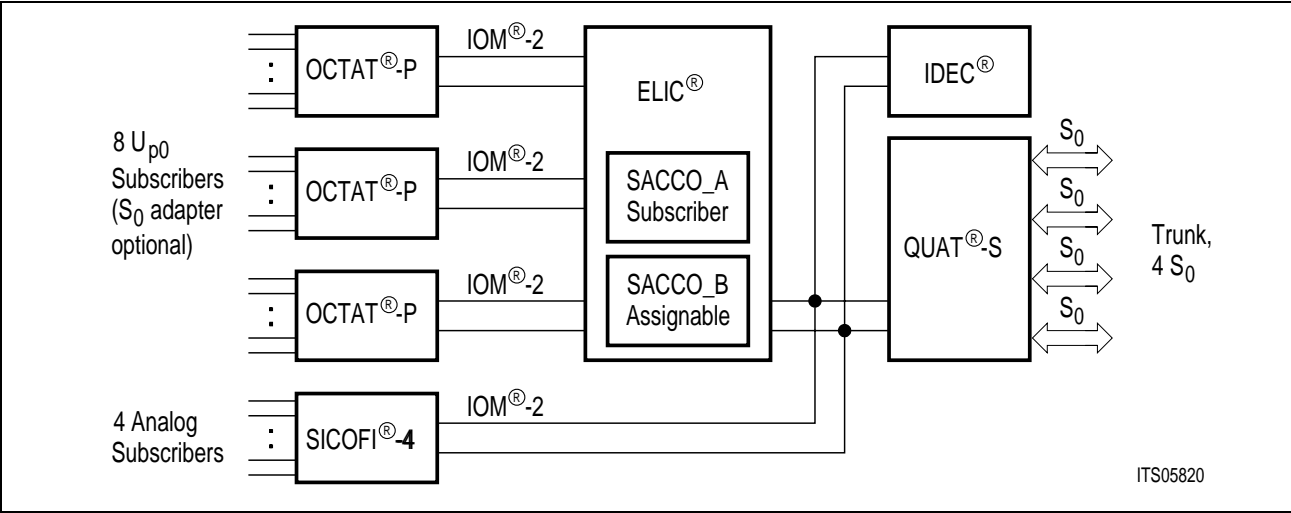 OCTAT®-P
IOM®-2
ELIC®
IDEC®
8 Up0
Subscribers
(S0 adapter
optional)
OCTAT®-P
IOM®-2
SACCO_A
Subscriber
QUAT®-S
S0
S0
S0
S0
Trunk,
4 S0
OCTAT®-P
IOM®-2
SACCO_B
Assignable
4 Analog
Subscribers
SICOFI®-4
IOM®-2
ITS05820